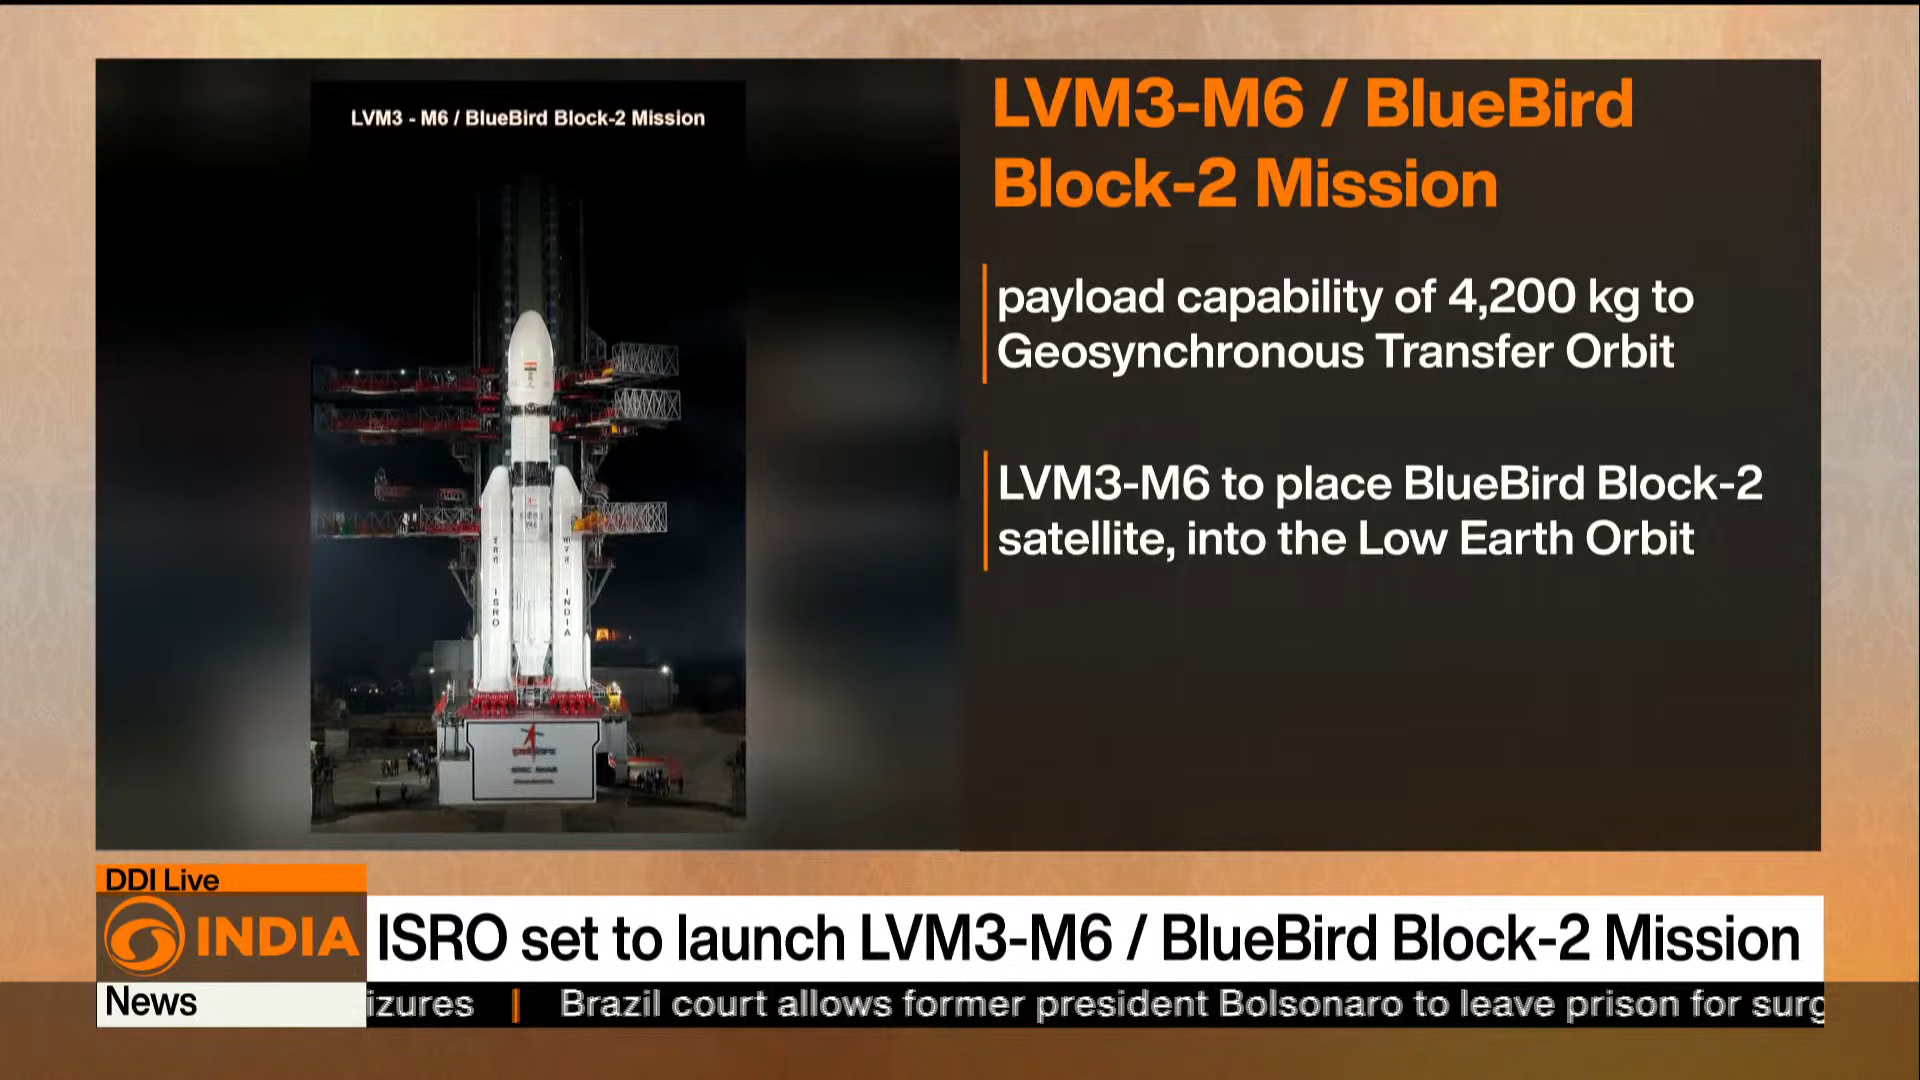 LVM3 - M6 / BlueBird Block-2 Mission
ISRO
INDIA
LVM3-M6 / BlueBird
Block-2 Mission
payload capability of 4,200 kg to
Geosynchronous Transfer Orbit
LVM3-M6 to place BlueBird Block-2
satellite, into the Low Earth Orbit
DDI Live
INDIA
ISRO set to launch LVM3-M6 / BlueBird Block-2 Mission
News
izures | Brazil court allows former president Bolsonaro to leave prison for surg